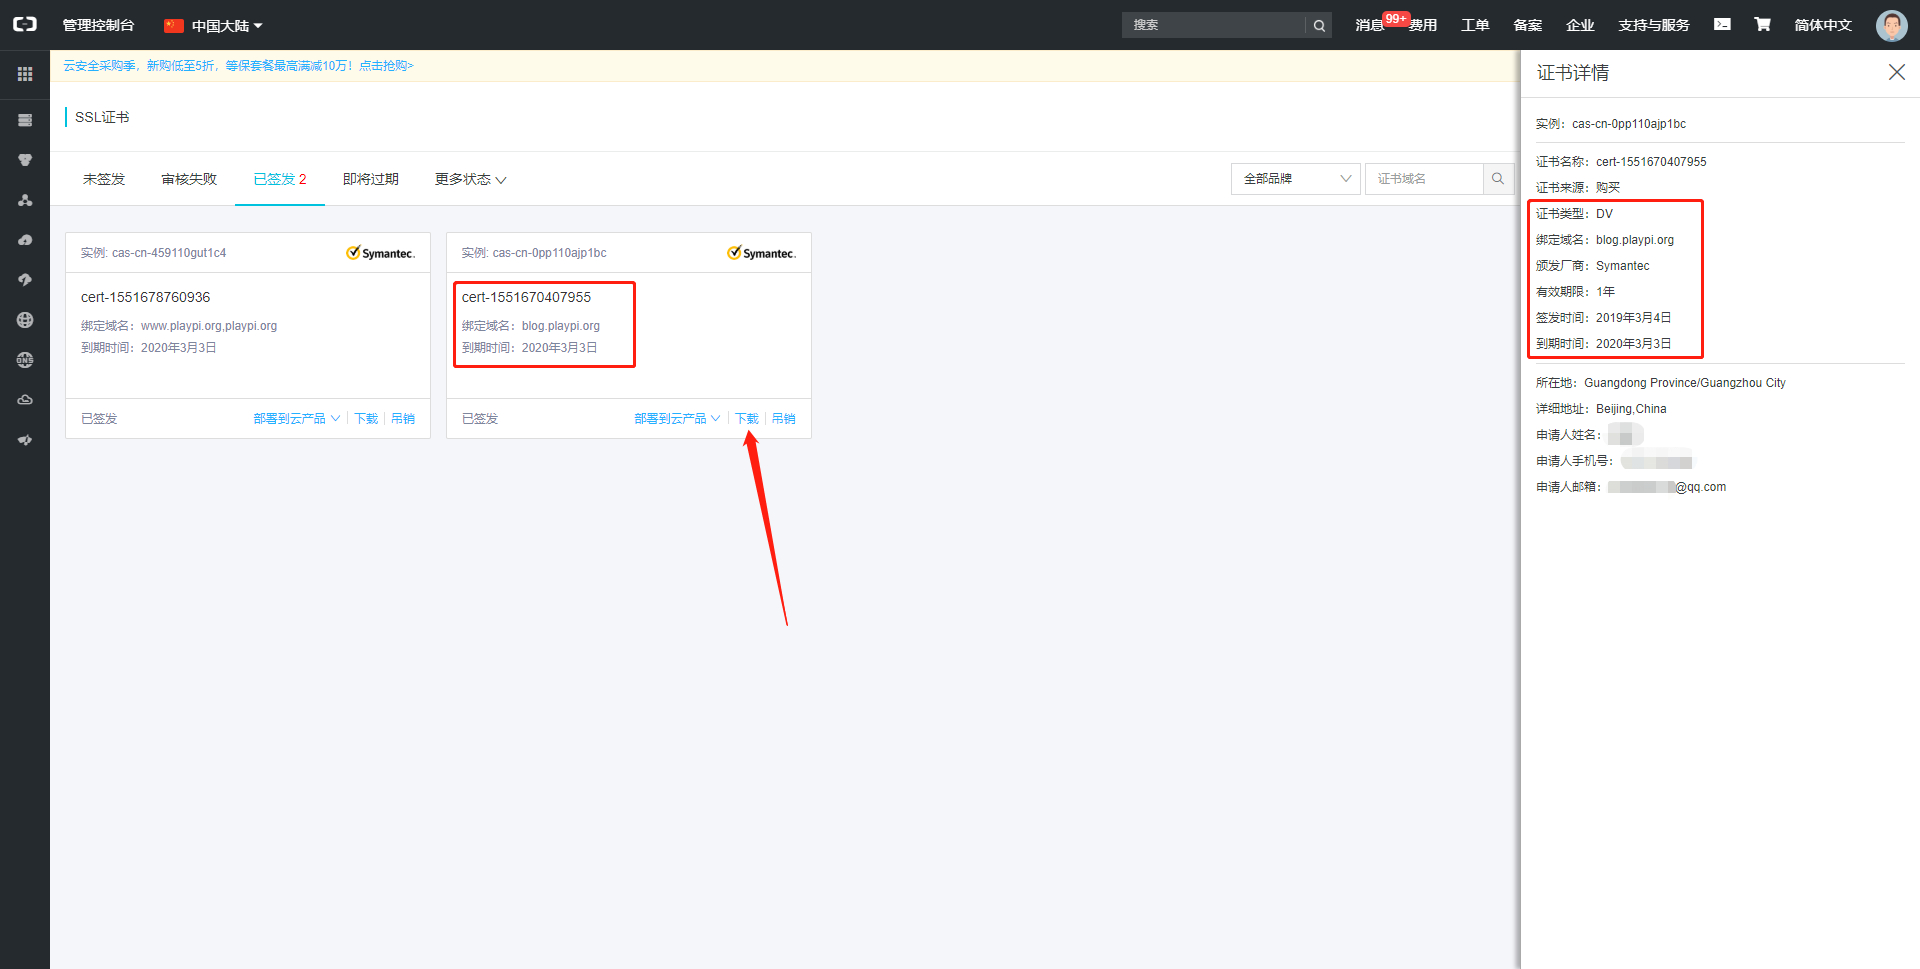 管理控制台
中国大陆
搜索
消息
99+
费用
工单
备案
企业
支持与服务
简体中文
云安全采购季，新购低至5折，等保套餐最高满减10万！点击抢购>
SSL证书
未签发
审核失败
已签发 2
即将过期
更多状态
全部品牌
证书域名
实例: cas-cn-459110gut1c4
Symantec.
cert-1551678760936
绑定域名：www.playpi.org,playpi.org
到期时间：2020年3月3日
已签发
部署到云产品
下载
吊销
实例: cas-cn-0pp110ajp1bc
Symantec.
cert-1551670407955
绑定域名：blog.playpi.org
到期时间：2020年3月3日
已签发
部署到云产品
下载
吊销
DNS
证书详情
实例：cas-cn-0pp110ajp1bc
证书名称：cert-1551670407955
证书来源：购买
证书类型：DV
绑定域名：blog.playpi.org
颁发厂商：Symantec
有效期限：1年
签发时间：2019年3月4日
到期时间：2020年3月3日
所在地：Guangdong Province/Guangzhou City
详细地址：Beijing,China
申请人姓名：
申请人手机号：
申请人邮箱：@qq.com